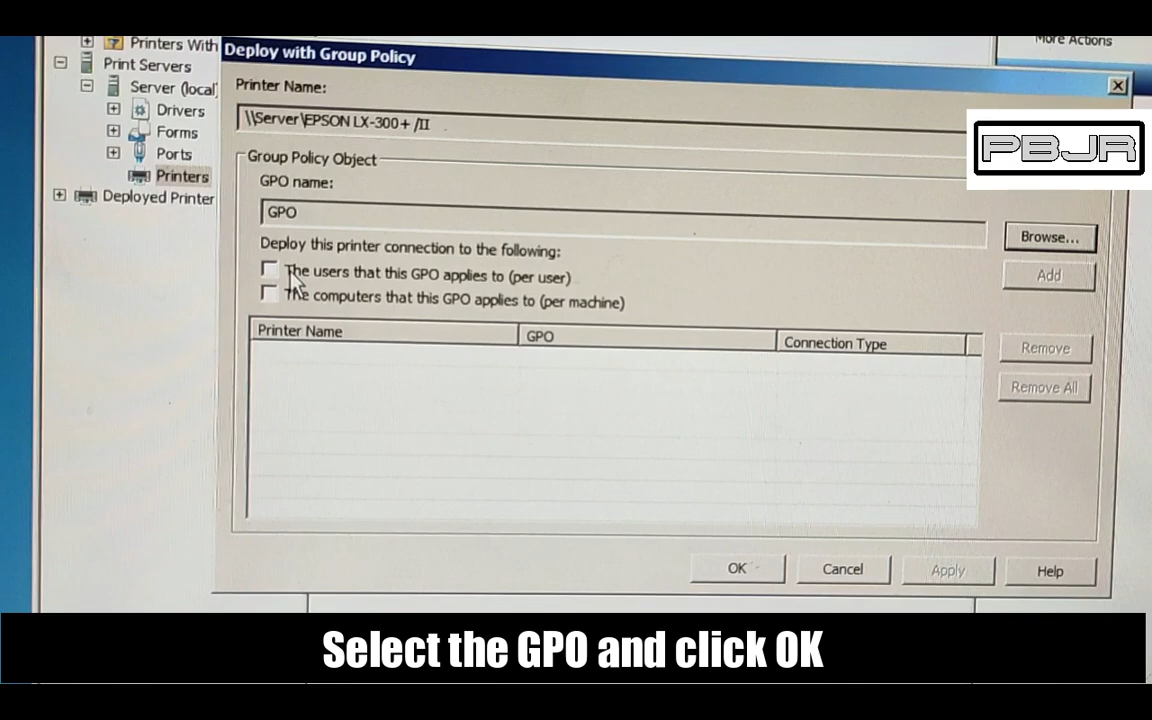 More Actions
Printers With
Print Servers
Server (local
Drivers
Forms
Ports
Printers
Deployed Printer
Deploy with Group Policy
Printer Name:
\\Server\EPSON LX-300+ /II
PBJR
Group Policy Object
GPO name:
GPO
Browse...
Deploy this printer connection to the following:
The users that this GPO applies to (per user)
Add
The computers that this GPO applies to (per machine)
Printer Name GPO Connection Type
Remove
Remove All
OK Cancel Apply Help
Select the GPO and click OK